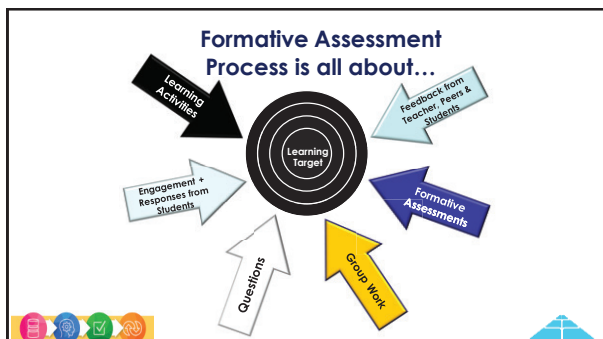 Formative Assessment
Process is all about…
Learning
Activities
Feedback from
Teacher, Peers &
Students
Learning
Target
Engagement +
Responses from
Students
Formative
Assessments
Questions
Group Work